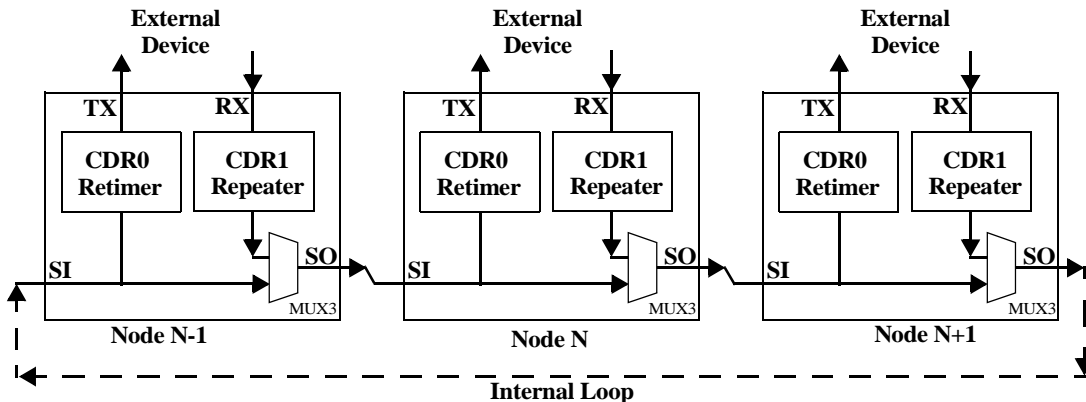 External
Device
External
Device
External
Device
TX
RX
TX
RX
TX
RX
CDR0
Retimer
CDR1
Repeater
CDR0
Retimer
CDR1
Repeater
CDR0
Retimer
CDR1
Repeater
SI
SO
SI
SO
SI
SO
MUX3
MUX3
MUX3
Node N-1
Node N
Node N+1
Internal Loop